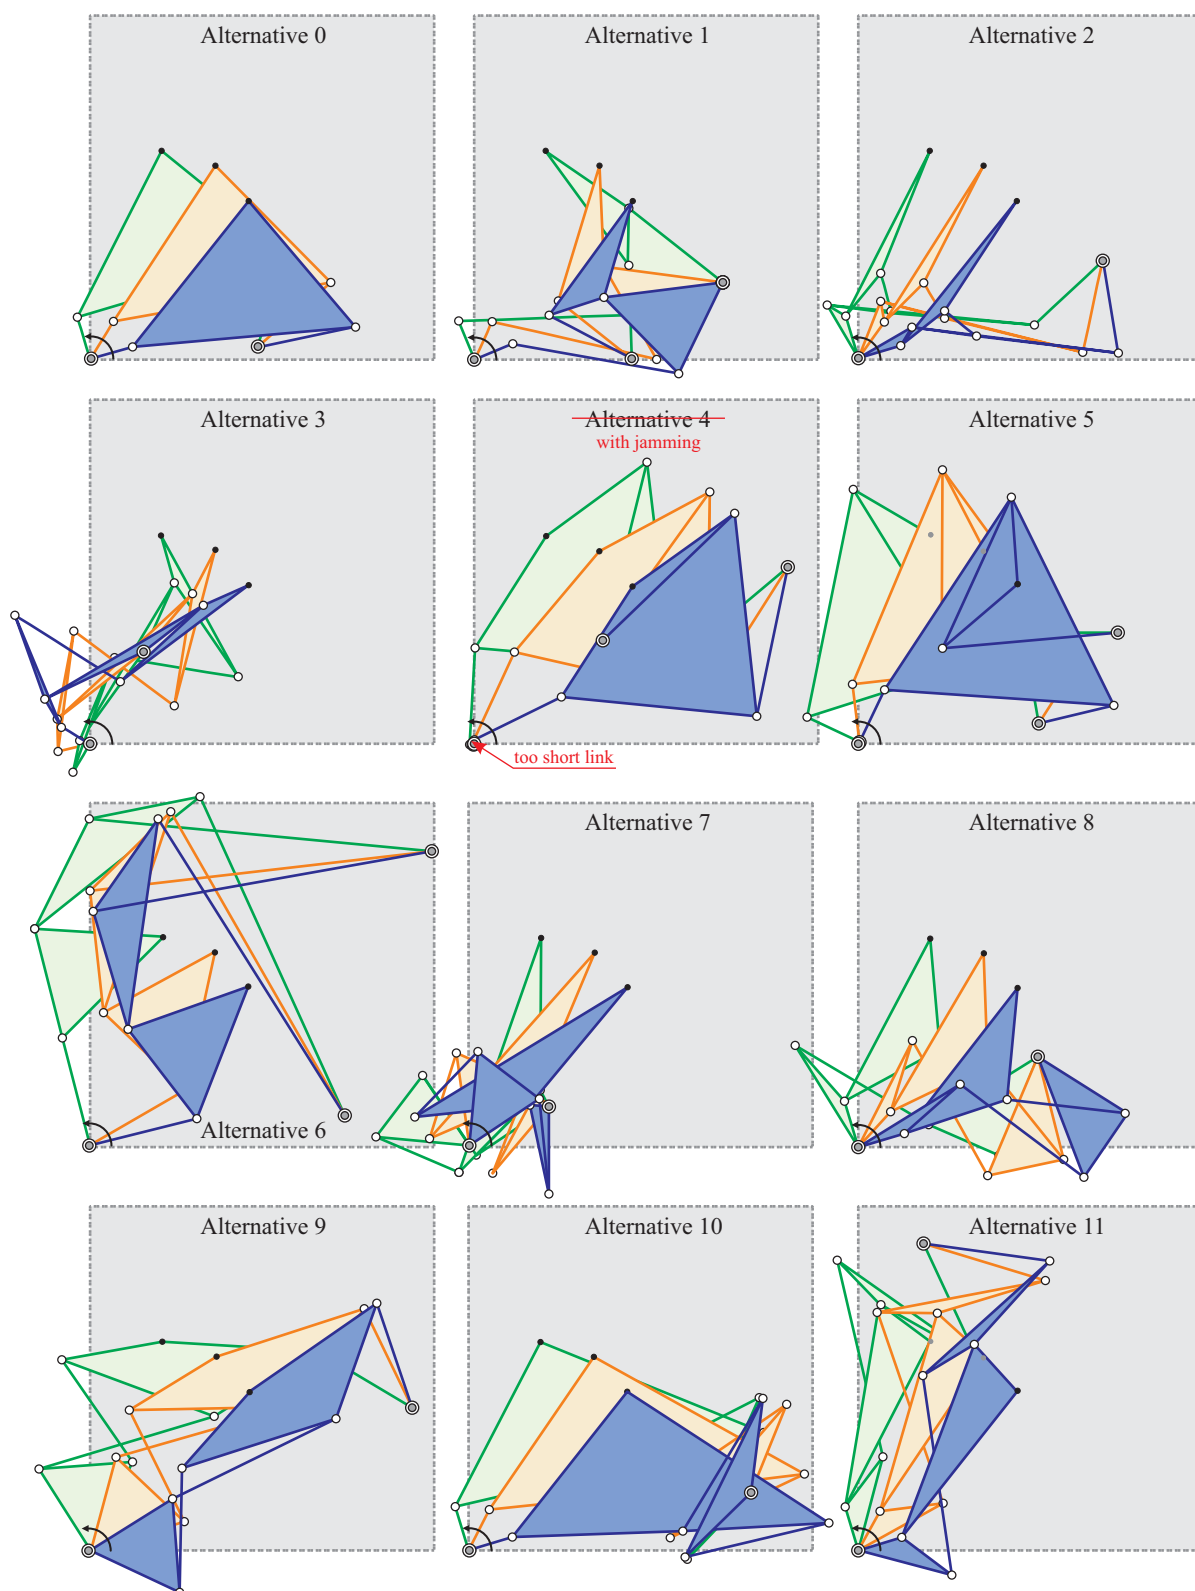 Alternative 0
Alternative 1
Alternative 2
Alternative 3
Alternative 4
with jamming
too short link
Alternative 5
Alternative 6
Alternative 7
Alternative 8
Alternative 9
Alternative 10
Alternative 11